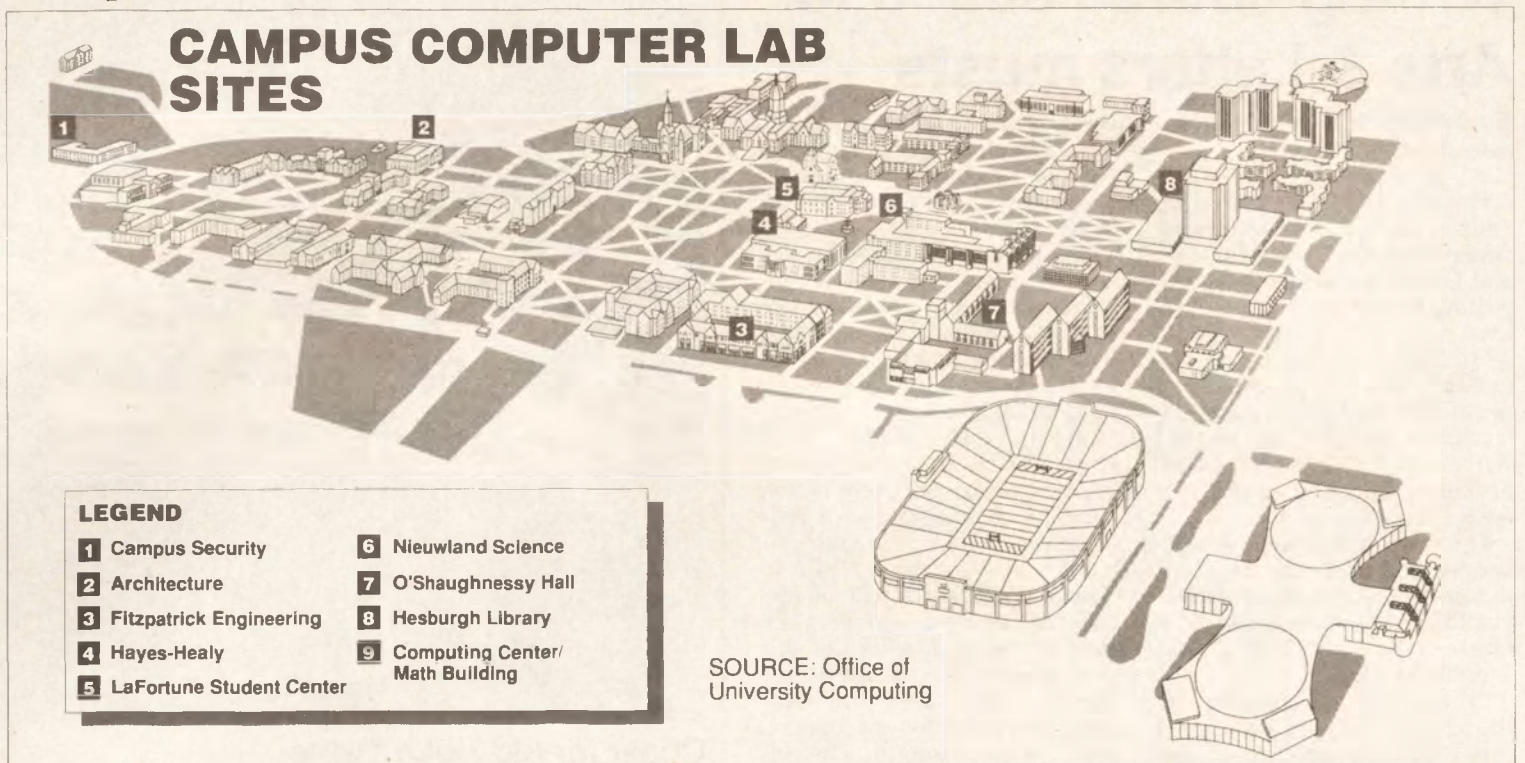 CAMPUS COMPUTER LAB
SITES
1
2
5
6
8
4
7
3
LEGEND
1 Campus Security
2 Architecture
3 Fitzpatrick Engineering
4 Hayes-Healy
5 LaFortune Student Center
6 Nieuwland Science
7 O'Shaughnessy Hall
8 Hesburgh Library
9 Computing Center/
Math Building
SOURCE: Office of
University Computing